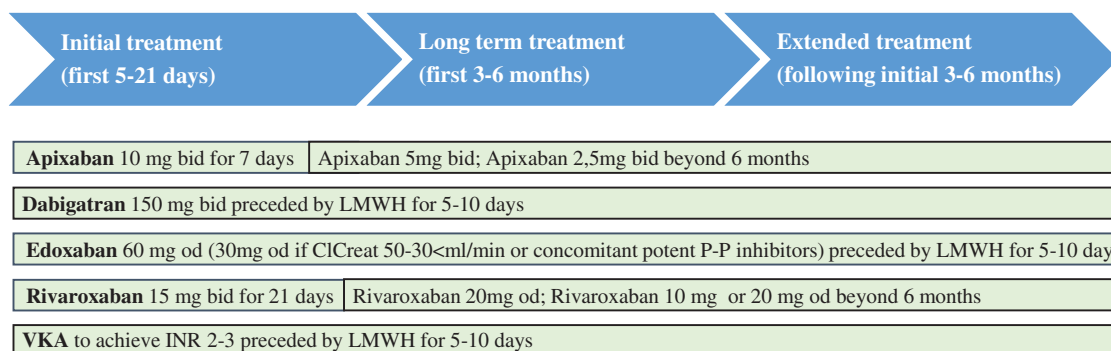 Initial treatment
(first 5-21 days)
Long term treatment
(first 3-6 months)
Extended treatment
(following initial 3-6 months)
Apixaban 10 mg bid for 7 days
Apixaban 5mg bid; Apixaban 2,5mg bid beyond 6 months
Dabigatran 150 mg bid preceded by LMWH for 5-10 days
Edoxaban 60 mg od (30mg od if ClCreat 50-30<ml/min or concomitant potent P-P inhibitors) preceded by LMWH for 5-10 day
Rivaroxaban 15 mg bid for 21 days
Rivaroxaban 20mg od; Rivaroxaban 10 mg or 20 mg od beyond 6 months
VKA to achieve INR 2-3 preceded by LMWH for 5-10 days